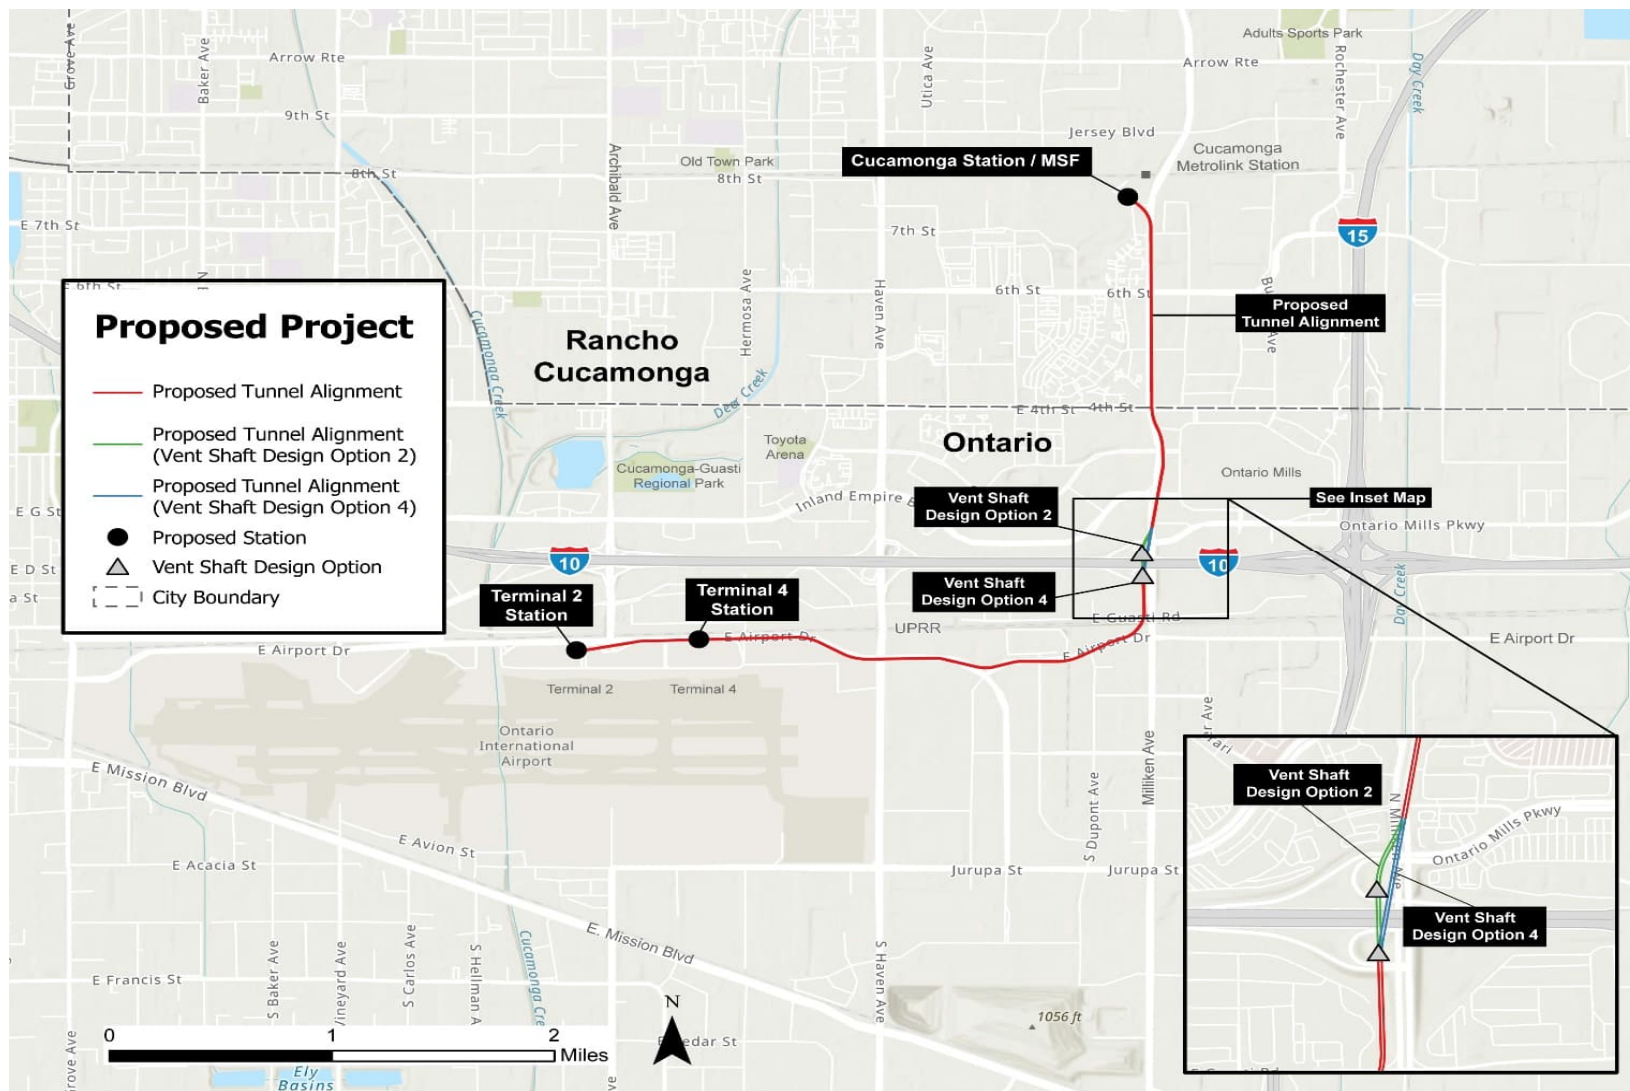 Adults Sports Park
Arrow Rte
Arrow Rte
Grove Ave
Baker Ave
Utica Ave
Rochester Ave
Day Creek
9th St
Jersey Blvd
Cucamonga Station / MSF
Cucamonga
Metrolink Station
Old Town Park
8th St
8th St
Archibald Ave
E 7th St
7th St
15
E 6th St
6th St
6th St
Hermosa Ave
Haven Ave
Proposed
Tunnel Alignment
Proposed Project
Proposed Tunnel Alignment
Proposed Tunnel Alignment
(Vent Shaft Design Option 2)
Proposed Tunnel Alignment
(Vent Shaft Design Option 4)
Proposed Station
Vent Shaft Design Option
City Boundary
Cucamonga Creek
Rancho
Cucamonga
Deer Creek
E 4th St
4th St
Ontario
Toyota
Arena
Cucamonga-Guasti
Regional Park
Ontario Mills
Inland Empire B
Vent Shaft
Design Option 2
See Inset Map
Ontario Mills Pkwy
E G St
E D St
a St
10
10
Vent Shaft
Design Option 4
Terminal 2
Station
Terminal 4
Station
E Guasti Rd
UPRR
Day Creek
E Airport Dr
E Airport Dr
E Airport Dr
E Airport Dr
Terminal 2
Terminal 4
Ontario
International
Airport
E Mission Blvd
Milliken Ave
S Dupont Ave
E Avion St
E Acacia St
Jurupa St
Jurupa St
Vent Shaft
Design Option 2
Ontario Mills Pkwy
Vent Shaft
Design Option 4
E. Mission Blvd
E Francis St
S Baker Ave
Vineyard Ave
S Carlos Ave
S Hellman A
Cucamonga Cre
S Haven Ave
N
1056 ft
0 1 2
Miles
Ely
Basins